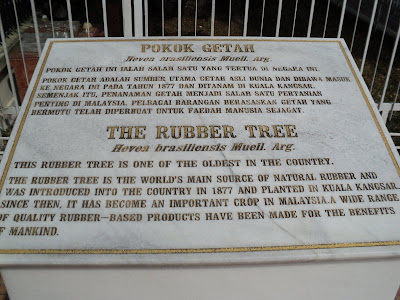 POKOK GETAH
Hevea brasiliensis Muell. Arg.
POKOK GETAH INI IALAH SALAH SATU YANG TERTUA DI NEGARA INI.
POKOK GETAH ADALAH SUMBER UTAMA GETAH ASLI DUNIA DAN DIBAWA MASUK
KE NEGARA INI PADA TAHUN 1877 DAN DITANAM DI KUALA KANGSAR.
SEMENJAK ITU, PENANAMAN GETAH MENJADI SALAH SATU PERTANIAN
PENTING DI MALAYSIA. PELBAGAI BARANGAN BERASASKAN GETAH YANG
BERMUTU TELAH DIPERBUAT UNTUK FAEDAH MANUSIA SEJAGAT.
THE RUBBER TREE
Hevea brasiliensis Muell. Arg.
THIS RUBBER TREE IS ONE OF THE OLDEST IN THE COUNTRY.
THE RUBBER TREE IS THE WORLD'S MAIN SOURCE OF NATURAL RUBBER AND
WAS INTRODUCED INTO THE COUNTRY IN 1877 AND PLANTED IN KUALA KANGSAR.
SINCE THEN, IT HAS BECOME AN IMPORTANT CROP IN MALAYSIA.A WIDE RANGE
OF QUALITY RUBBER-BASED PRODUCTS HAVE BEEN MADE FOR THE BENEFITS
OF MANKIND.